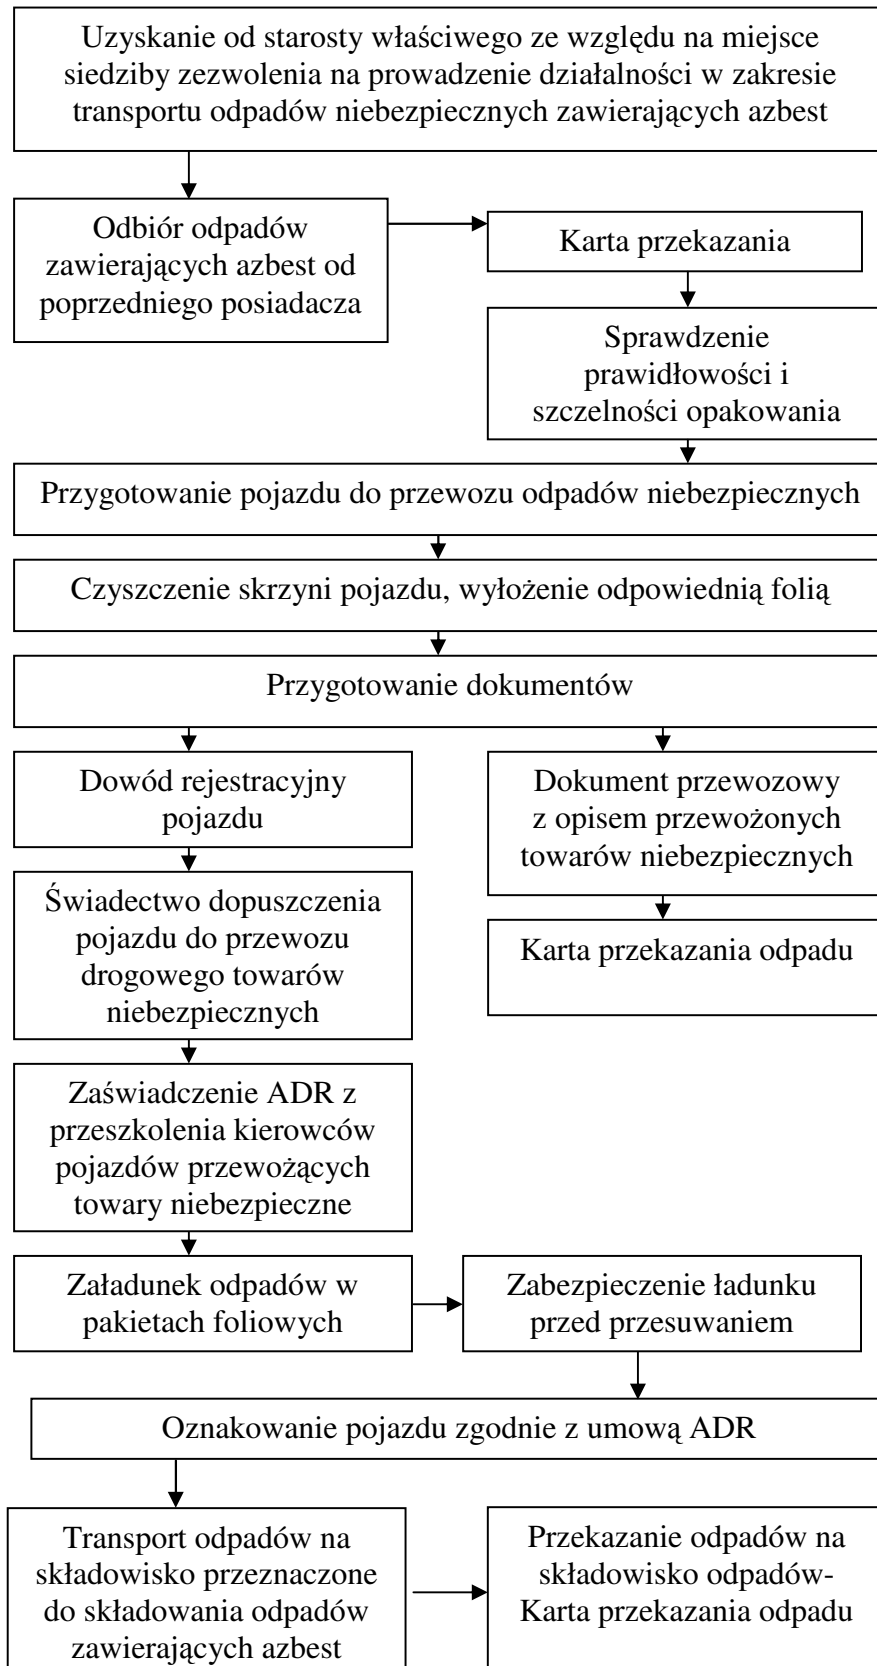 Uzyskanie od starosty właściwego ze względu na miejsce
siedziby zezwolenia na prowadzenie działalności w zakresie
transportu odpadów niebezpiecznych zawierających azbest
Odbiór odpadów
zawierających azbest od
poprzedniego posiadacza
Karta przekazania
Sprawdzenie
prawidłowości i
szczelności opakowania
Przygotowanie pojazdu do przewozu odpadów niebezpiecznych
Czyszczenie skrzyni pojazdu, wyłożenie odpowiednią folią
Przygotowanie dokumentów
Dowód rejestracyjny
pojazdu
Świadectwo dopuszczenia
pojazdu do przewozu
drogowego towarów
niebezpiecznych
Zaświadczenie ADR z
przeszkolenia kierowców
pojazdów przewożących
towary niebezpieczne
Dokument przewozowy
z opisem przewożonych
towarów niebezpiecznych
Karta przekazania odpadu
Załadunek odpadów w
pakietach foliowych
Zabezpieczenie ładunku
przed przesuwaniem
Oznakowanie pojazdu zgodnie z umową ADR
Transport odpadów na
składowisko przeznaczone
do składowania odpadów
zawierających azbest
Przekazanie odpadów na
składowisko odpadów-
Karta przekazania odpadu